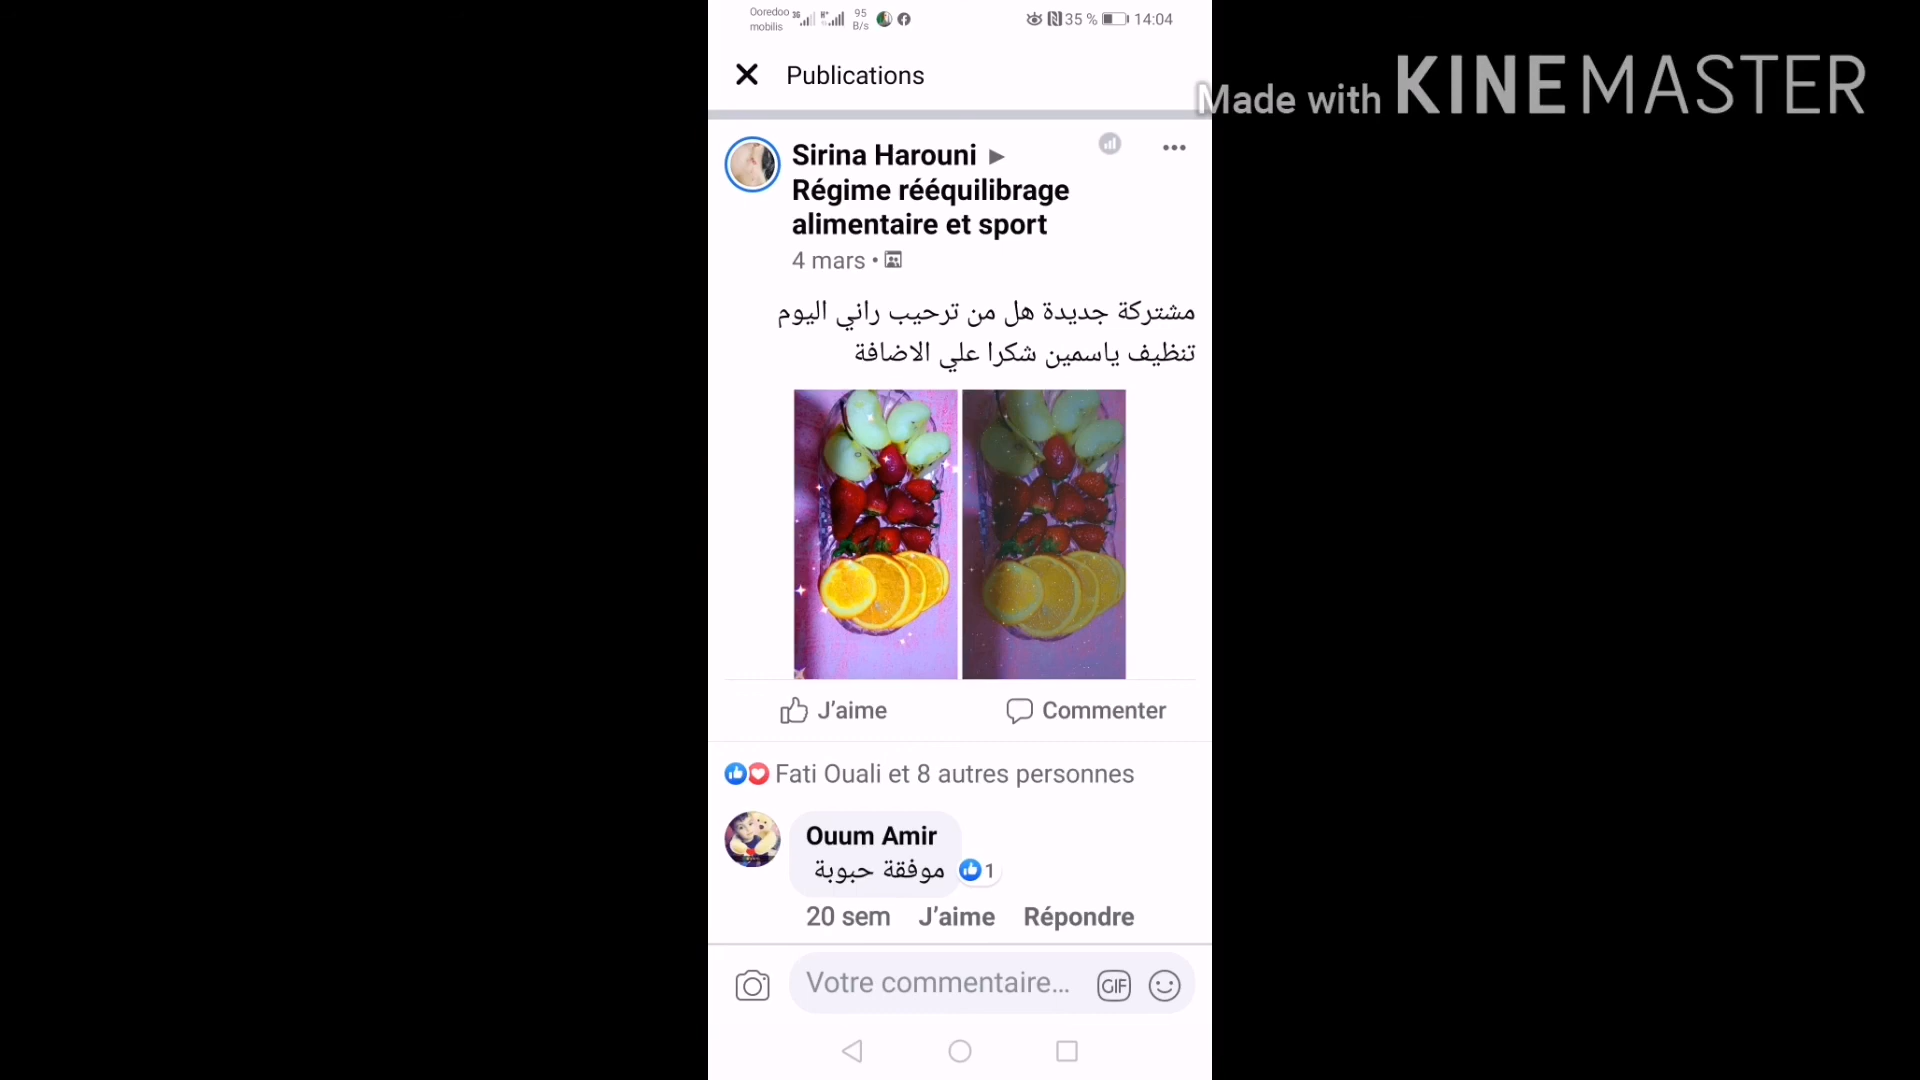 Ooredoo
mobilis
3G
H+
95
B/s
35 %
14:04
Made with KINEMASTER
Publications
Sirina Harouni ▶
Régime rééquilibrage
alimentaire et sport
4 mars •
مشتركة جديدة هل من ترحيب راني اليوم
تنظيف ياسمين شكرا علي الاضافة
J’aime
Commenter
Fati Ouali et 8 autres personnes
Ouum Amir
موفقة حبوبة
1
20 sem J’aime Répondre
Votre commentaire...
GIF